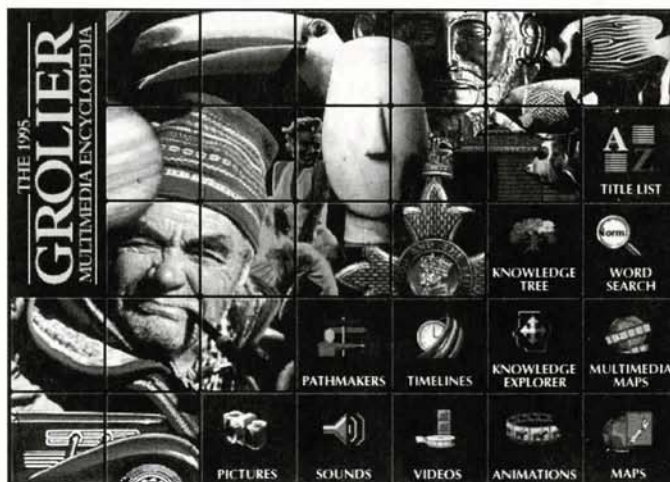 THE 1995
GROLIER
MULTIMEDIA ENCYCLOPEDIA
A
Z
TITLE LIST
KNOWLEDGE
TREE
Norm
WORD
SEARCH
PATHMAKERS
TIMELINES
KNOWLEDGE
EXPLORER
MULTIMEDIA
MAPS
PICTURES
SOUNDS
VIDEOS
ANIMATIONS
MAPS